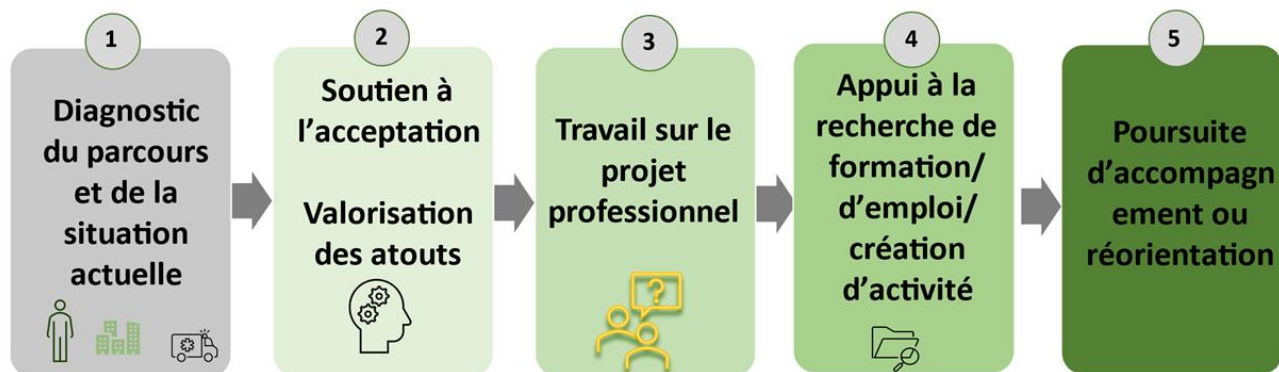 1
Diagnostic
du parcours
et de la
situation
actuelle
2
Soutien à
l’acceptation
Valorisation
des atouts
3
Travail sur le
projet
professionnel
?
4
Appui à la
recherche de
formation/
d’emploi/
création
d’activité
5
Poursuite
d’accompagn
ement ou
réorientation